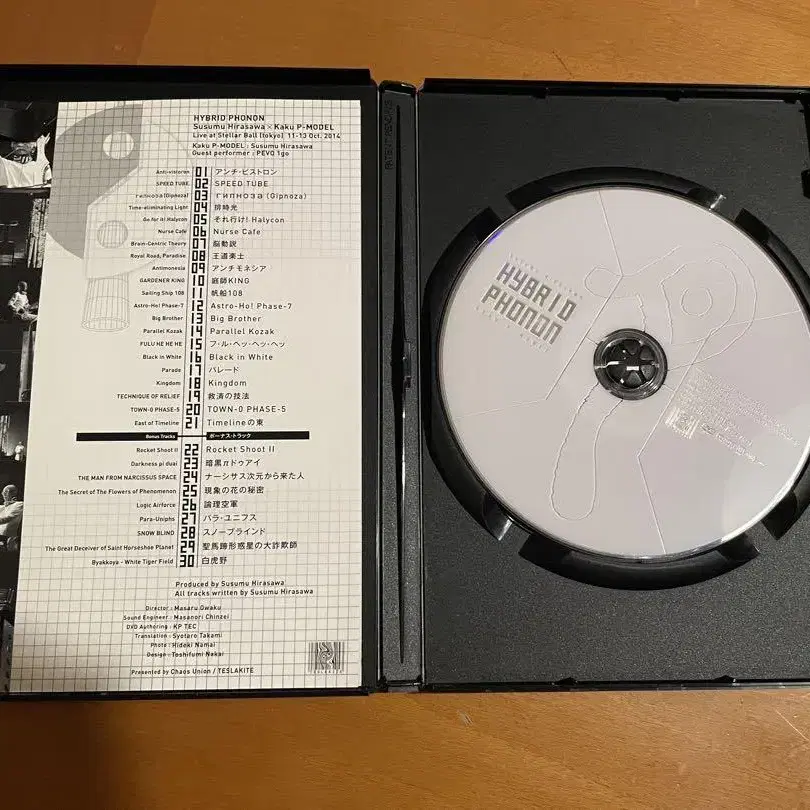 HYBRID PHONON
Susumu Hirasawa × Kaku P-MODEL
Live at Stellar Ball [tokyo] 11-13 Oct. 2014
Kaku P-MODEL : Susumu Hirasawa
Guest performer : PEVO 1go
Anti-vistoron 01 アンチ・ビストロン
SPEED TUBE 02 SPEED TUBE
гипноза (Gipnoza) 03 гипноза (Gipnoza)
Time-eliminating Light 04 排時光
Go for it! Halycon 05 それ行け! Halycon
Nurse Cafe 06 Nurse Cafe
Brain-Centric Theory 07 脳動説
Royal Road, Paradise 08 王道楽土
Antimonesia 09 アンチモネシア
GARDENER KING 10 庭師KING
Sailing Ship 108 11 帆船108
Astro-Ho! Phase-7 12 Astro-Ho! Phase-7
Big Brother 13 Big Brother
Parallel Kozak 14 Parallel Kozak
FULU HE HE HE 15 フ・ル・ヘッ・ヘッ・ヘッ
Black in White 16 Black in White
Parade 17 パレード
Kingdom 18 Kingdom
TECHNIQUE OF RELIEF 19 救済の技法
TOWN-0 PHASE-5 20 TOWN-0 PHASE-5
East of Timeline 21 Timelineの東
Bonus Tracks ボーナス・トラック
Rocket Shoot II 22 Rocket Shoot II
Darkness pi duai 23 暗黒πドゥアイ
THE MAN FROM NARCISSUS SPACE 24 ナーシサス次元から来た人
The Secret of The Flowers of Phenomenon 25 現象の花の秘密
Logic Airforce 26 論理空軍
Para-Uniphs 27 パラ・ユニフス
SNOW BLIND 28 スノーブラインド
The Great Deceiver of Saint Horseshoe Planet 29 聖馬蹄形惑星の大詐欺師
Byakkoya - White Tiger Field 30 白虎野
Produced by Susumu Hirasawa
All tracks written by Susumu Hirasawa
Director : Masaru Owaku
Sound Engineer : Masanori Chinzei
DVD Authoring : KP TEC
Translation : Syotaro Takami
Photo : Hideki Namai
Design : Toshifumi Nakai
Presented by Chaos Union / TESLAKITE
HYBRID
PHONON